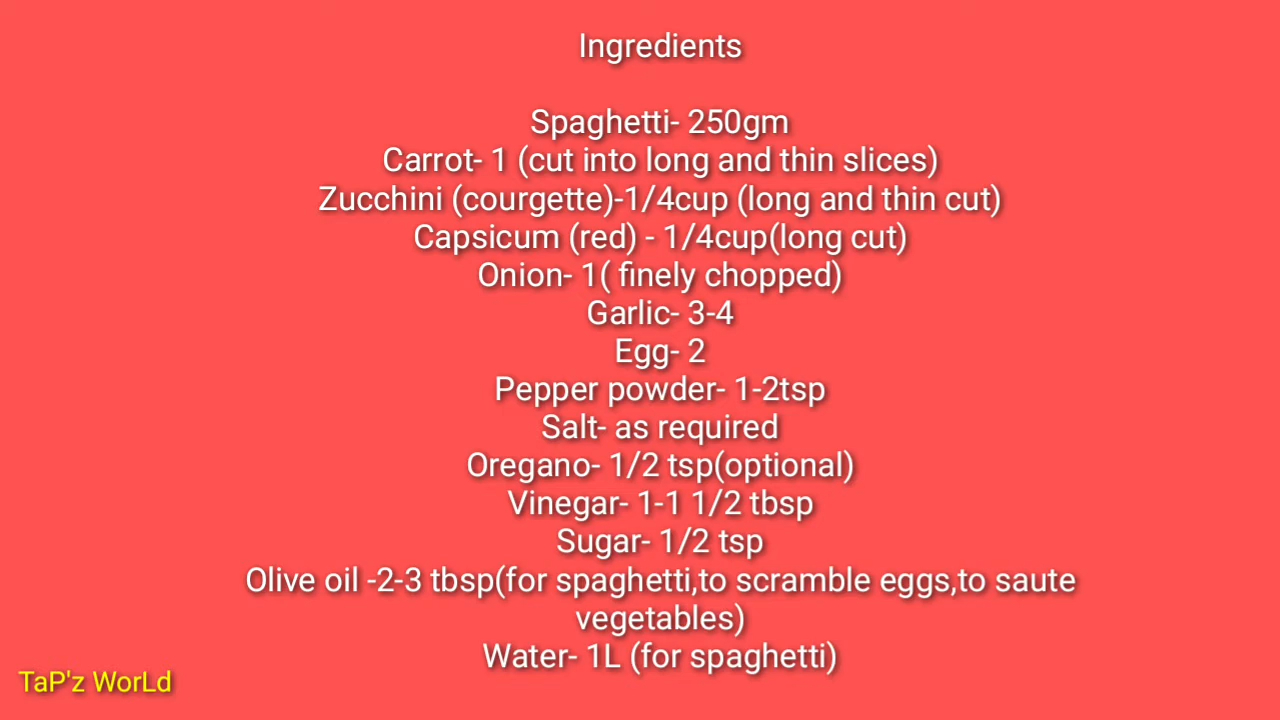 Ingredients
Spaghetti- 250gm
Carrot- 1 (cut into long and thin slices)
Zucchini (courgette)-1/4cup (long and thin cut)
Capsicum (red) - 1/4cup(long cut)
Onion- 1( finely chopped)
Garlic- 3-4
Egg- 2
Pepper powder- 1-2tsp
Salt- as required
Oregano- 1/2 tsp(optional)
Vinegar- 1-1 1/2 tbsp
Sugar- 1/2 tsp
Olive oil -2-3 tbsp(for spaghetti,to scramble eggs,to saute
vegetables)
Water- 1L (for spaghetti)
TaP'z WorLd